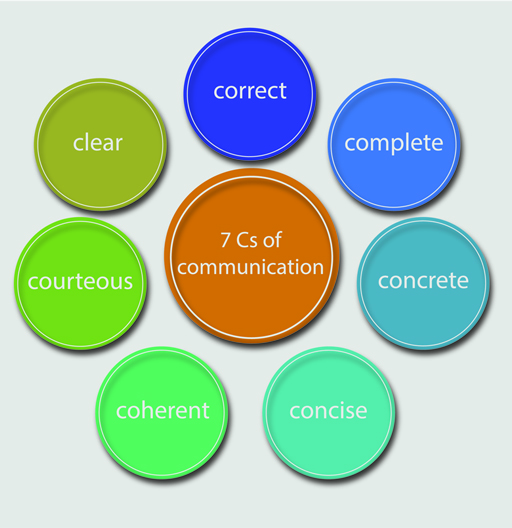 correct
clear
complete
7 Cs of
communication
courteous
concrete
coherent
concise